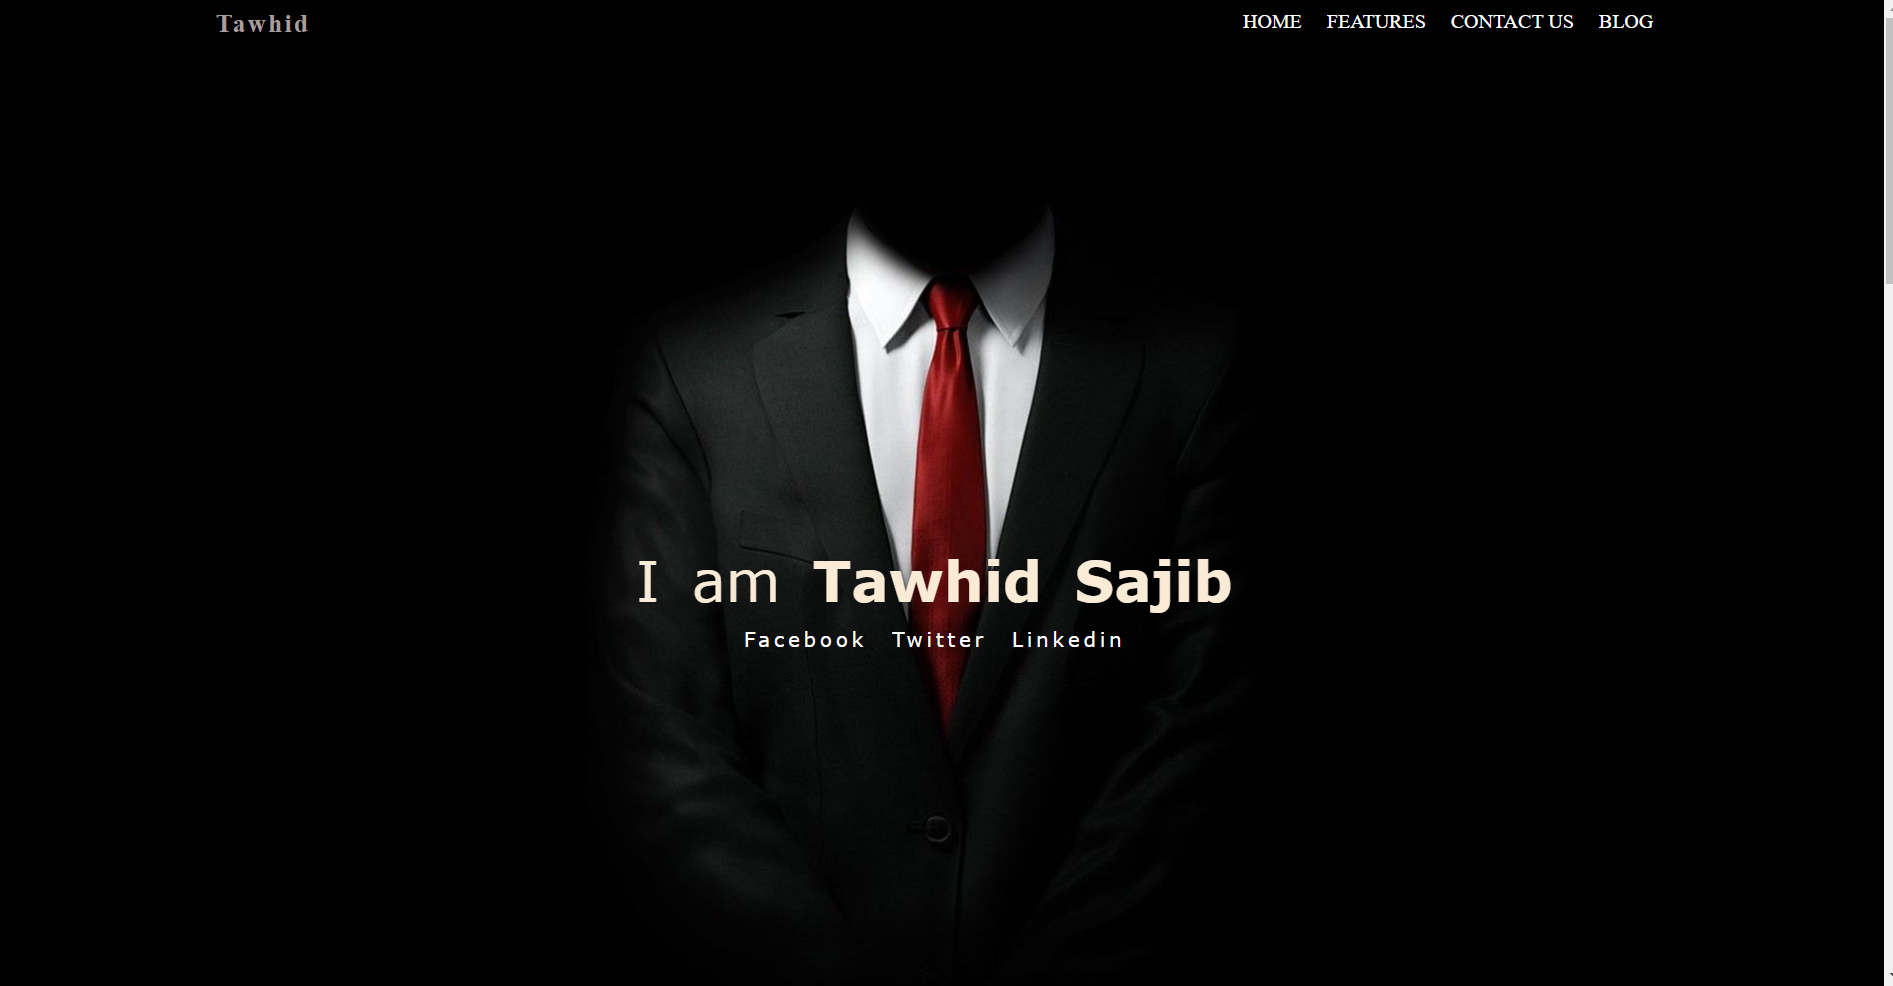 Tawhid
HOME FEATURES CONTACT US BLOG
I am Tawhid Sajib
Facebook Twitter Linkedin